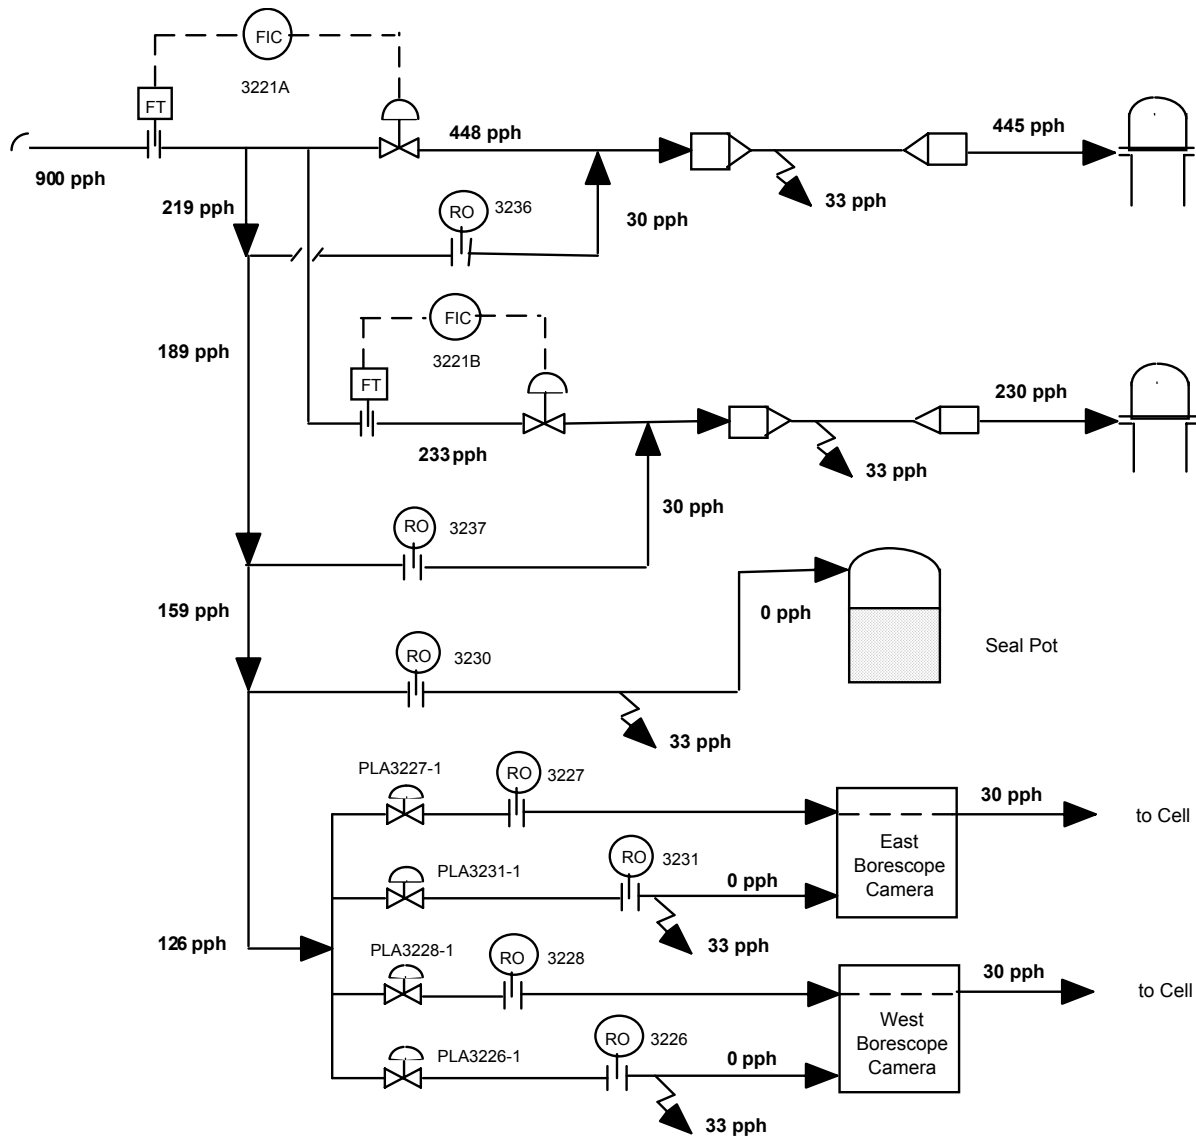 FIC
3221A
FT
900 pph
448 pph
445 pph
219 pph
RO
3236
30 pph
33 pph
FIC
3221B
FT
189 pph
233 pph
230 pph
33 pph
30 pph
RO
3237
159 pph
0 pph
Seal Pot
RO
3230
33 pph
PLA3227-1
RO
3227
30 pph
to Cell
East
Borescope
Camera
PLA3231-1
RO
3231
0 pph
33 pph
126 pph
PLA3228-1
RO
3228
30 pph
to Cell
West
Borescope
Camera
PLA3226-1
RO
3226
0 pph
33 pph